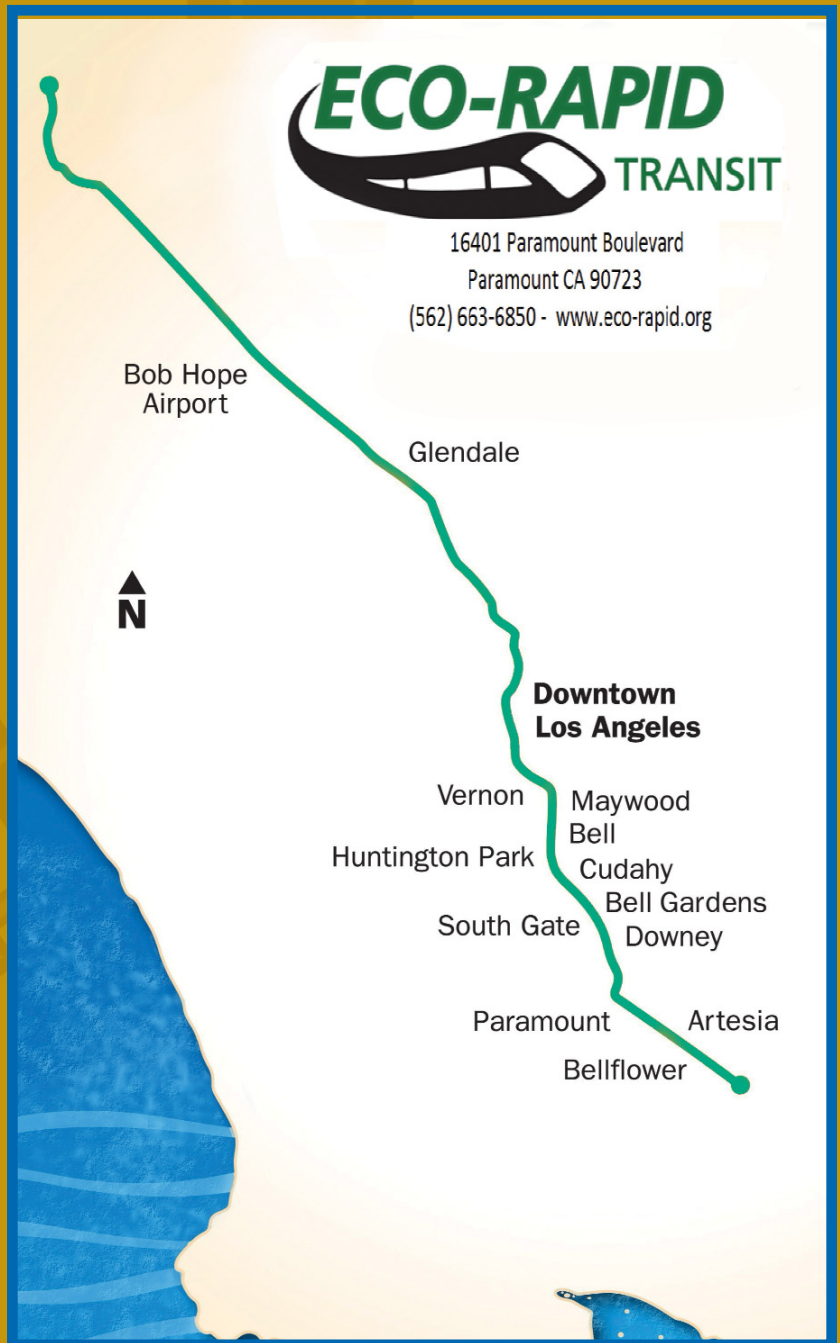 ECO-RAPID
TRANSIT
16401 Paramount Boulevard
Paramount CA 90723
(562) 663-6850 - www.eco-rapid.org
Bob Hope
Airport
Glendale
N
Downtown
Los Angeles
Vernon
Maywood
Bell
Huntington Park
Cudahy
Bell Gardens
South Gate
Downey
Paramount
Artesia
Bellflower